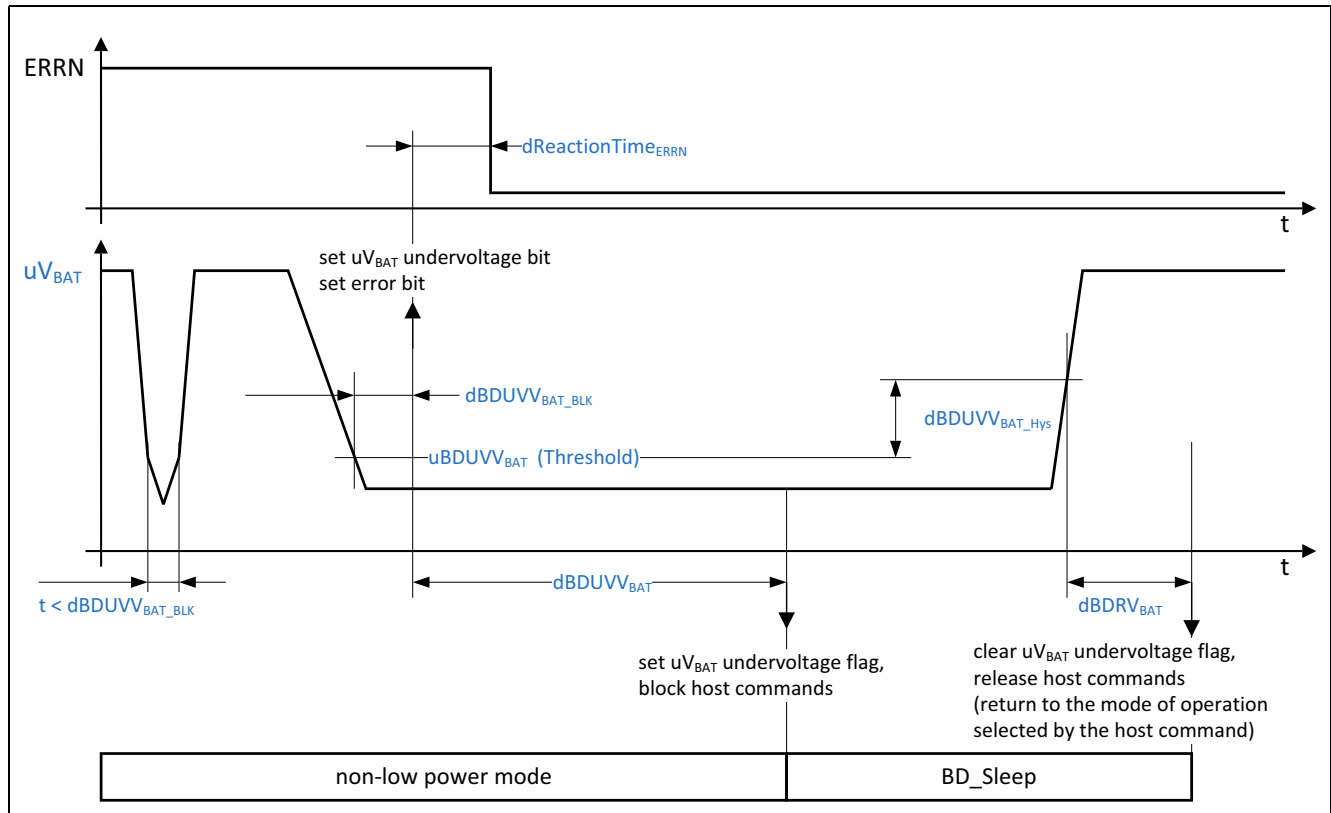 ERRN
dReactionTimeERRN
t
set uVBAT undervoltage bit
set error bit
uVBAT
dBDUVVBAT_BLK
dBDUVVBAT_Hys
uBDUVVBAT (Threshold)
t
dBDUVVBAT
t < dBDUVVBAT_BLK
dBDRVBAT
set uVBAT undervoltage flag,
block host commands
clear uVBAT undervoltage flag,
release host commands
(return to the mode of operation
selected by the host command)
non-low power mode
BD_Sleep